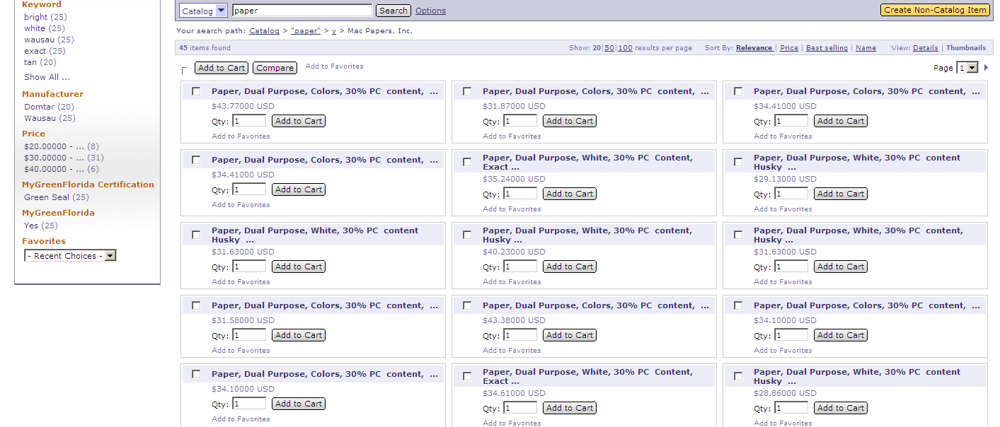 Keyword
bright (25)
white (25)
wausau (25)
exact (25)
tan (20)
Show All ...
Manufacturer
Domtar (20)
Wausau (25)
Price
$20.00000 - ... (8)
$30.00000 - ... (31)
$40.00000 - ... (6)
MyGreenFlorida Certification
Green Seal (25)
MyGreenFlorida
Yes (25)
Favorites
- Recent Choices -
Catalog paper Search Options Create Non-Catalog Item
Your search path: Catalog > "paper" > y > Mac Papers, Inc.
45 items found Show: 20|50|100 results per page Sort By: Relevance | Price | Best selling | Name View: Details | Thumbnails
Add to Cart Compare Add to Favorites Page 1
Paper, Dual Purpose, Colors, 30% PC content, ...
$43.77000 USD
Qty: 1 Add to Cart
Add to Favorites
Paper, Dual Purpose, Colors, 30% PC content, ...
$31.87000 USD
Qty: 1 Add to Cart
Add to Favorites
Paper, Dual Purpose, Colors, 30% PC content, ...
$34.41000 USD
Qty: 1 Add to Cart
Add to Favorites
Paper, Dual Purpose, Colors, 30% PC content, ...
$34.41000 USD
Qty: 1 Add to Cart
Add to Favorites
Paper, Dual Purpose, White, 30% PC Content,
Exact ...
$35.24000 USD
Qty: 1 Add to Cart
Add to Favorites
Paper, Dual Purpose, White, 30% PC content
Husky ...
$29.13000 USD
Qty: 1 Add to Cart
Add to Favorites
Paper, Dual Purpose, White, 30% PC content
Husky ...
$31.63000 USD
Qty: 1 Add to Cart
Add to Favorites
Paper, Dual Purpose, White, 30% PC content,
Husky ...
$40.23000 USD
Qty: 1 Add to Cart
Add to Favorites
Paper, Dual Purpose, White, 30% PC content,
Husky ...
$31.63000 USD
Qty: 1 Add to Cart
Add to Favorites
Paper, Dual Purpose, Colors, 30% PC content, ...
$31.58000 USD
Qty: 1 Add to Cart
Add to Favorites
Paper, Dual Purpose, Colors, 30% PC content, ...
$43.38000 USD
Qty: 1 Add to Cart
Add to Favorites
Paper, Dual Purpose, Colors, 30% PC content, ...
$34.10000 USD
Qty: 1 Add to Cart
Add to Favorites
Paper, Dual Purpose, Colors, 30% PC content, ...
$34.10000 USD
Qty: 1 Add to Cart
Add to Favorites
Paper, Dual Purpose, White, 30% PC Content,
Exact ...
$34.61000 USD
Qty: 1 Add to Cart
Add to Favorites
Paper, Dual Purpose, White, 30% PC content
Husky ...
$28.86000 USD
Qty: 1 Add to Cart
Add to Favorites